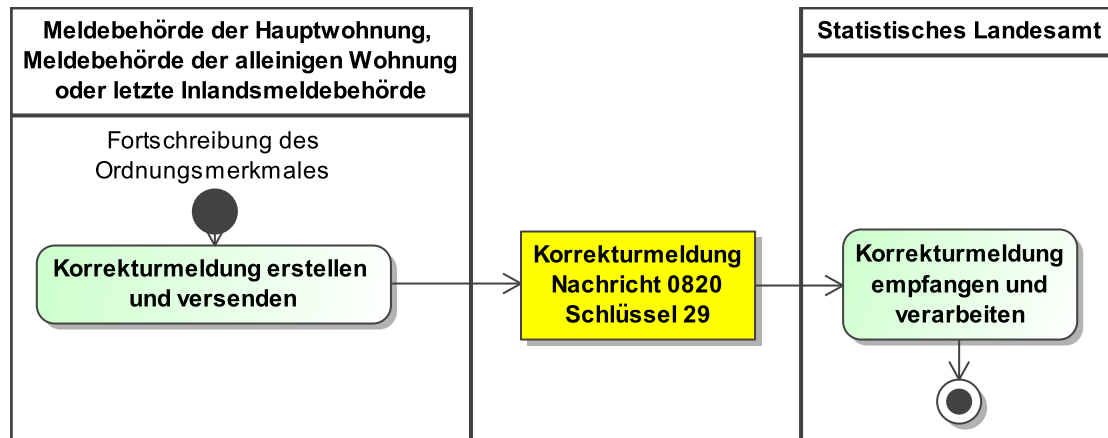 Meldebehörde der Hauptwohnung,
Meldebehörde der alleinigen Wohnung
oder letzte Inlandsmeldebehörde
Statistisches Landesamt
Fortschreibung des
Ordnungsmerkmales
Korrekturmeldung erstellen
und versenden
Korrekturmeldung
Nachricht 0820
Schlüssel 29
Korrekturmeldung
empfangen und
verarbeiten